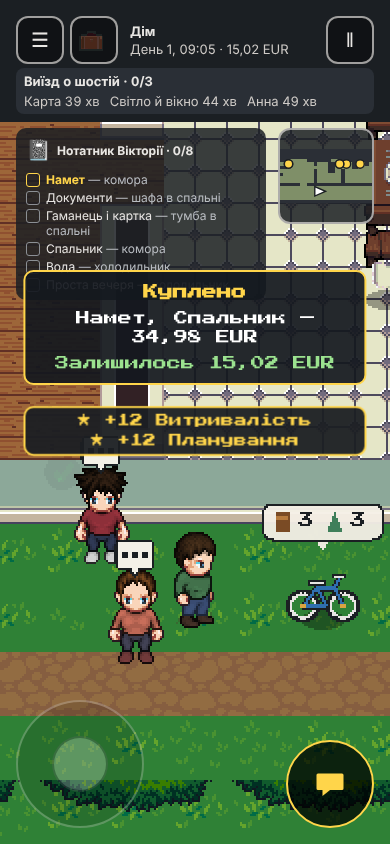 Дім
День 1, 09:05 · 15,02 EUR
Виїзд о шостій · 0/3
Карта 39 хв Світло й вікно 44 хв Анна 49 хв
Нотатник Вікторії · 0/8
Намет — комора
Документи — шафа в спальні
Гаманець і картка — тумба в
спальні
Спальник — комора
Вода — холодильник
Проста вечеря
Куплено
Намет, Спальник —
34,98 EUR
Залишилось 15,02 EUR
★ +12 Витривалість
★ +12 Планування
3 3